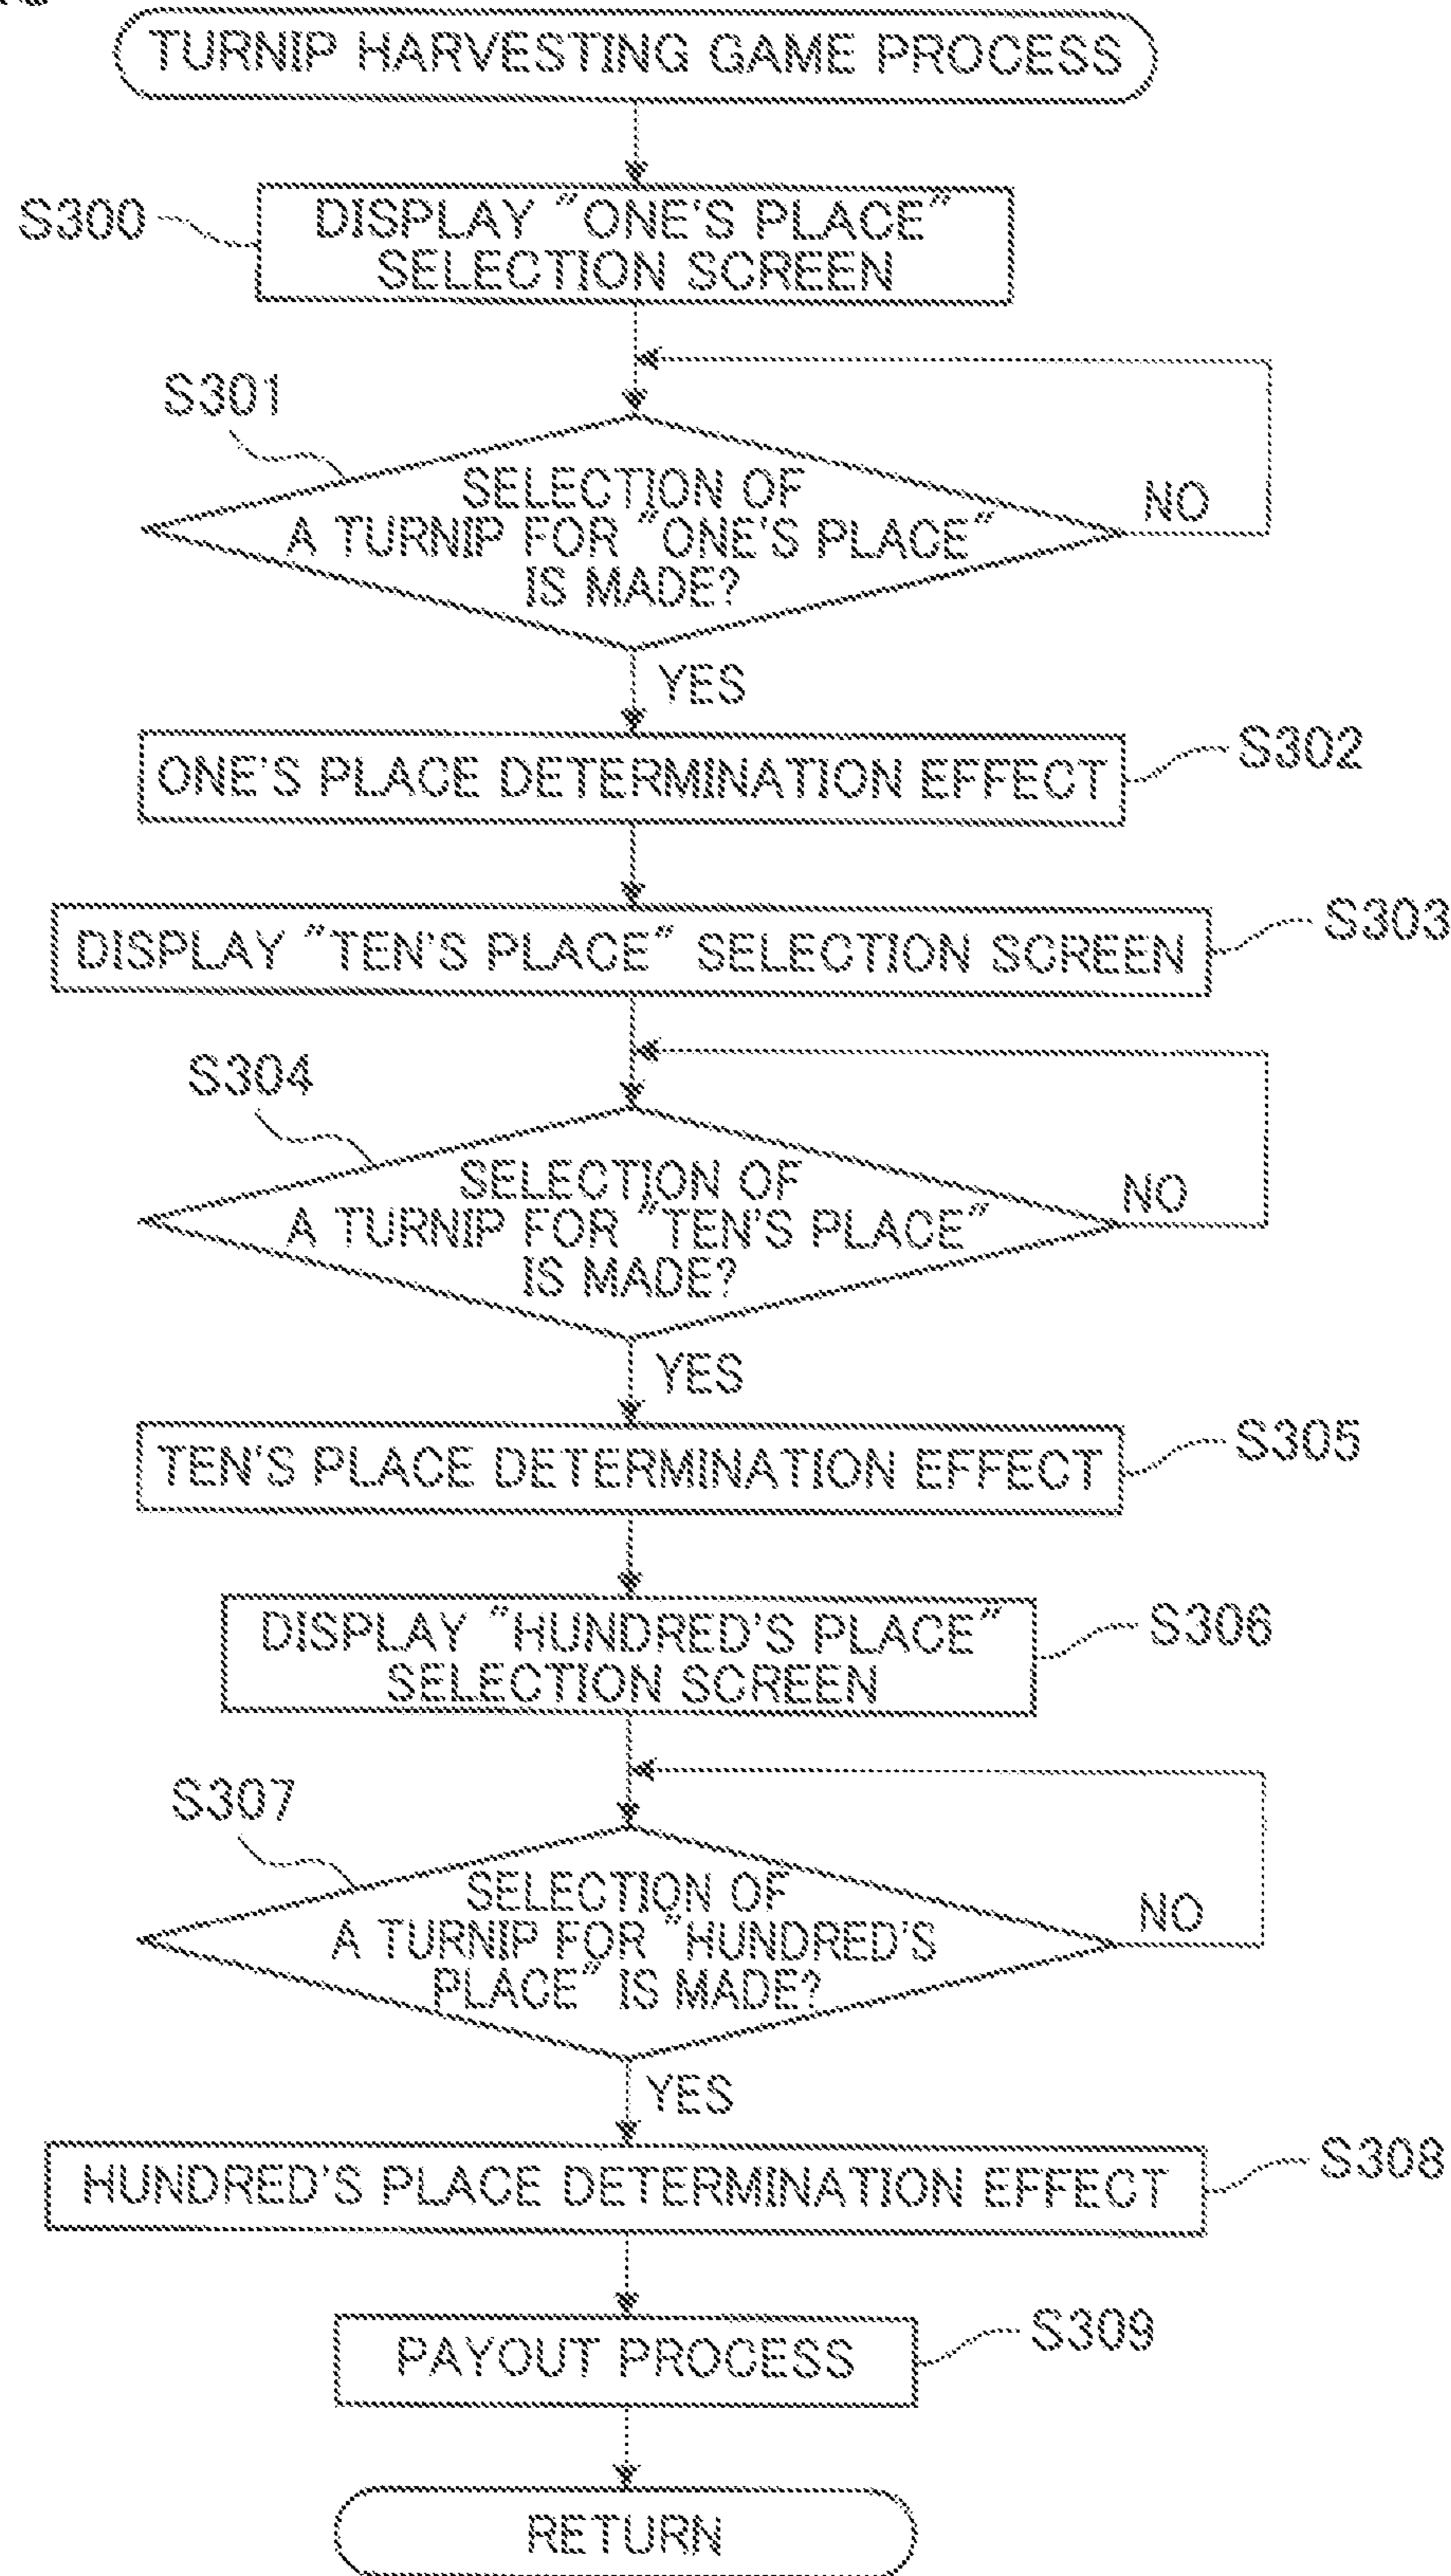 TURNIP HARVESTING GAME PROCESS
S300
DISPLAY "ONE'S PLACE"
SELECTION SCREEN
S301
SELECTION OF
A TURNIP FOR "ONE'S PLACE"
IS MADE?
NO
YES
ONE'S PLACE DETERMINATION EFFECT
S302
DISPLAY "TEN'S PLACE" SELECTION SCREEN
S303
S304
SELECTION OF
A TURNIP FOR "TEN'S PLACE"
IS MADE?
NO
YES
TEN'S PLACE DETERMINATION EFFECT
S305
DISPLAY "HUNDRED'S PLACE"
SELECTION SCREEN
S306
S307
SELECTION OF
A TURNIP FOR "HUNDRED'S
PLACE" IS MADE?
NO
YES
HUNDRED'S PLACE DETERMINATION EFFECT
S308
PAYOUT PROCESS
S309
RETURN